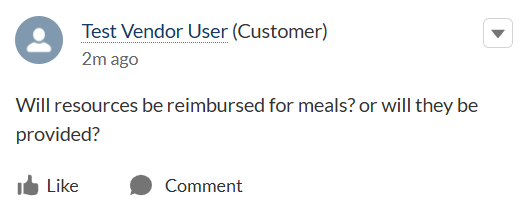 Test Vendor User (Customer)
2m ago
Will resources be reimbursed for meals? or will they be
provided?
Like Comment